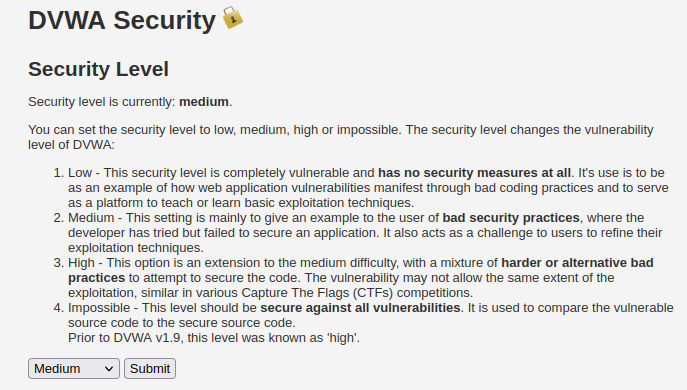 DVWA Security
Security Level
Security level is currently: medium.
You can set the security level to low, medium, high or impossible. The security level changes the vulnerability
level of DVWA:
1. Low - This security level is completely vulnerable and has no security measures at all. It's use is to be
as an example of how web application vulnerabilities manifest through bad coding practices and to serve
as a platform to teach or learn basic exploitation techniques.
2. Medium - This setting is mainly to give an example to the user of bad security practices, where the
developer has tried but failed to secure an application. It also acts as a challenge to users to refine their
exploitation techniques.
3. High - This option is an extension to the medium difficulty, with a mixture of harder or alternative bad
practices to attempt to secure the code. The vulnerability may not allow the same extent of the
exploitation, similar in various Capture The Flags (CTFs) competitions.
4. Impossible - This level should be secure against all vulnerabilities. It is used to compare the vulnerable
source code to the secure source code.
Prior to DVWA v1.9, this level was known as 'high'.
Medium Submit